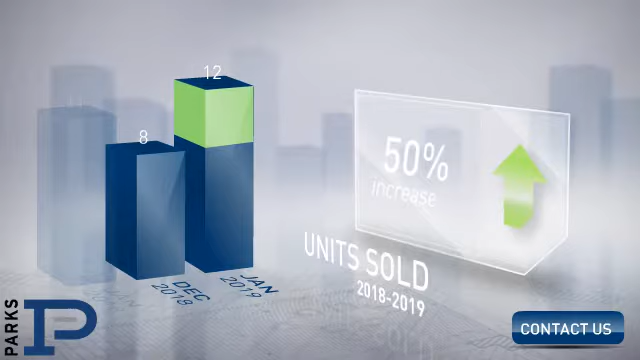 12
8
50%
increase
UNITS SOLD
2018-2019
DEC
2018
JAN
2019
PARKS
P
CONTACT US